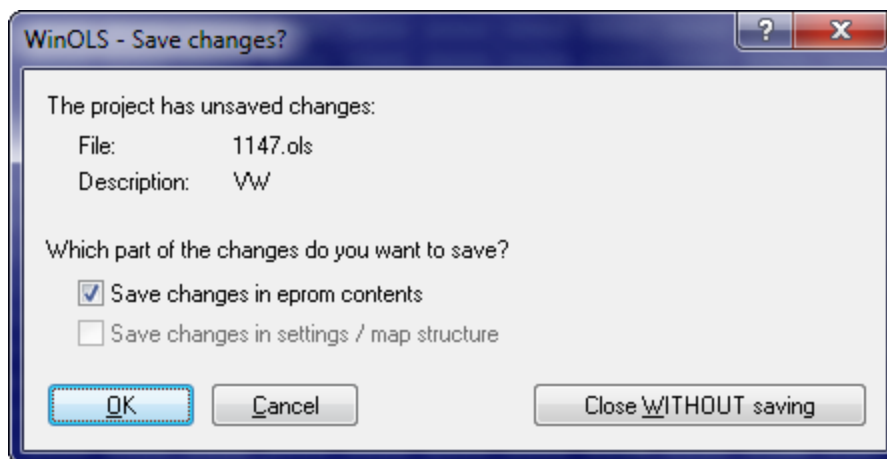 WinOLS - Save changes?
?
The project has unsaved changes:
File: 1147.ols
Description: VW
Which part of the changes do you want to save?
Save changes in eprom contents
Save changes in settings / map structure
OK Cancel Close WITHOUT saving